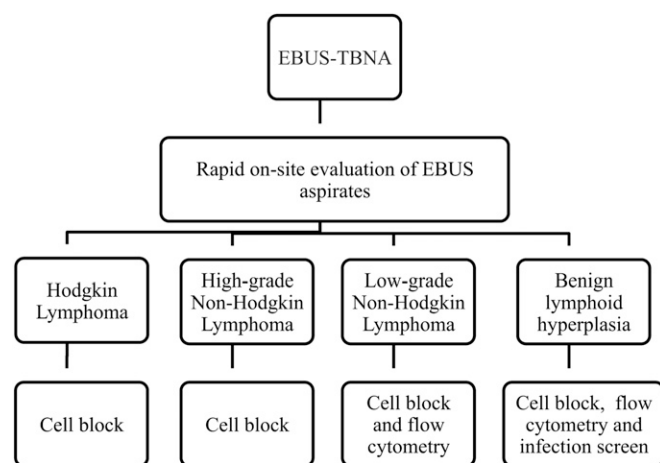 EBUS-TBNA
Rapid on-site evaluation of EBUS
aspirates
Hodgkin
Lymphoma
High-grade
Non-Hodgkin
Lymphoma
Low-grade
Non-Hodgkin
Lymphoma
Benign
lymphoid
hyperplasia
Cell block
Cell block
Cell block
and flow
cytometry
Cell block, flow
cytometry and
infection screen